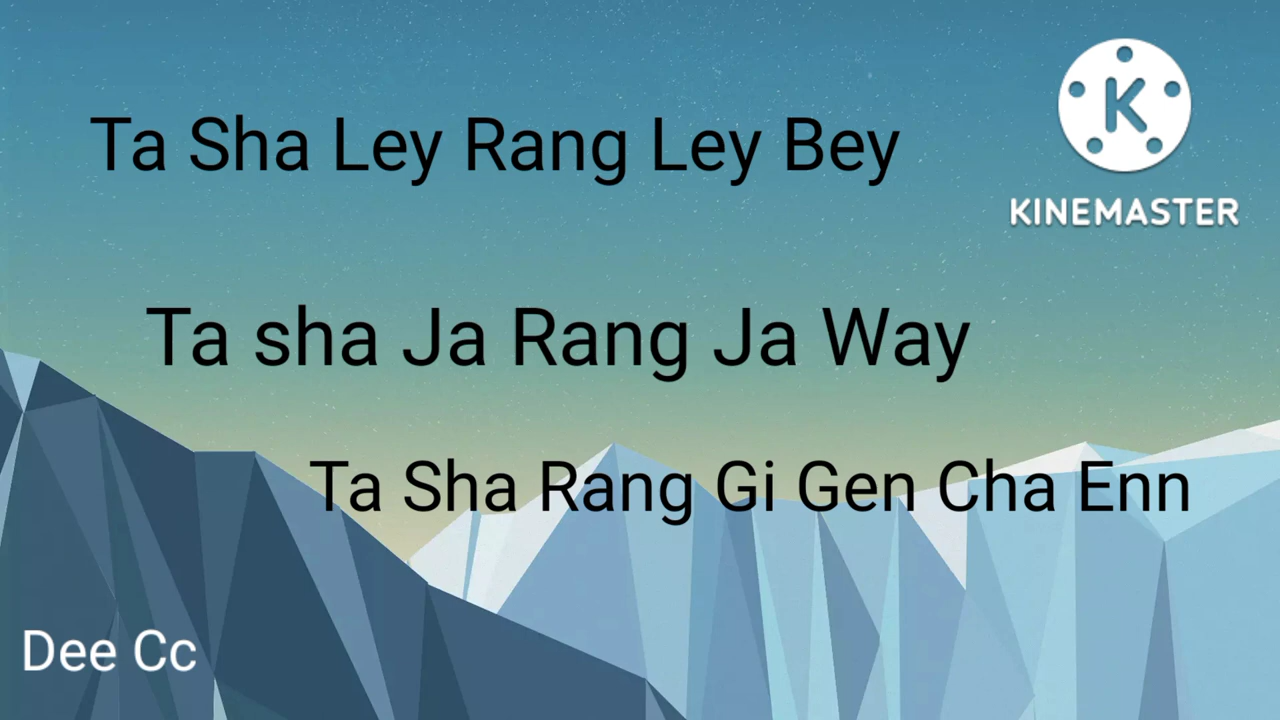 Ta Sha Ley Rang Ley Bey
K
KINEMASTER
Ta sha Ja Rang Ja Way
Ta Sha Rang Gi Gen Cha Enn
Dee Cc